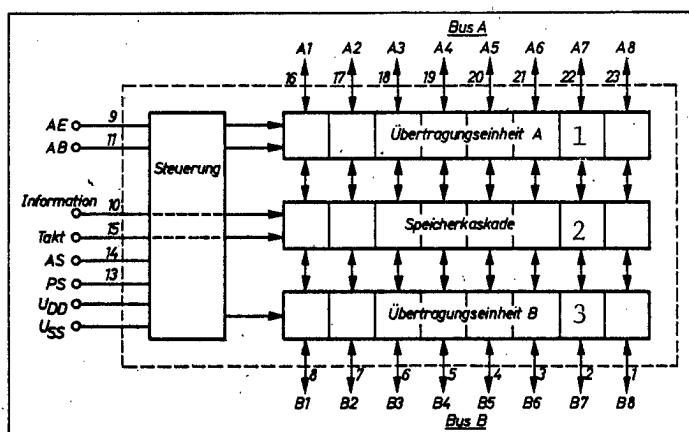 Bus A
A1 A2 A3 A4 A5 A6 A7 A8
16 17 18 19 20 21 22 23
AE 9
AB 11
Übertragungseinheit A 1
Steuerung
Information 10
Takt 15
Speicherkaskade 2
AS 14
PS 13
UDD
USS
Übertragungseinheit B 3
8 7 6 5 4 3 2 1
B1 B2 B3 B4 B5 B6 B7 B8
Bus B